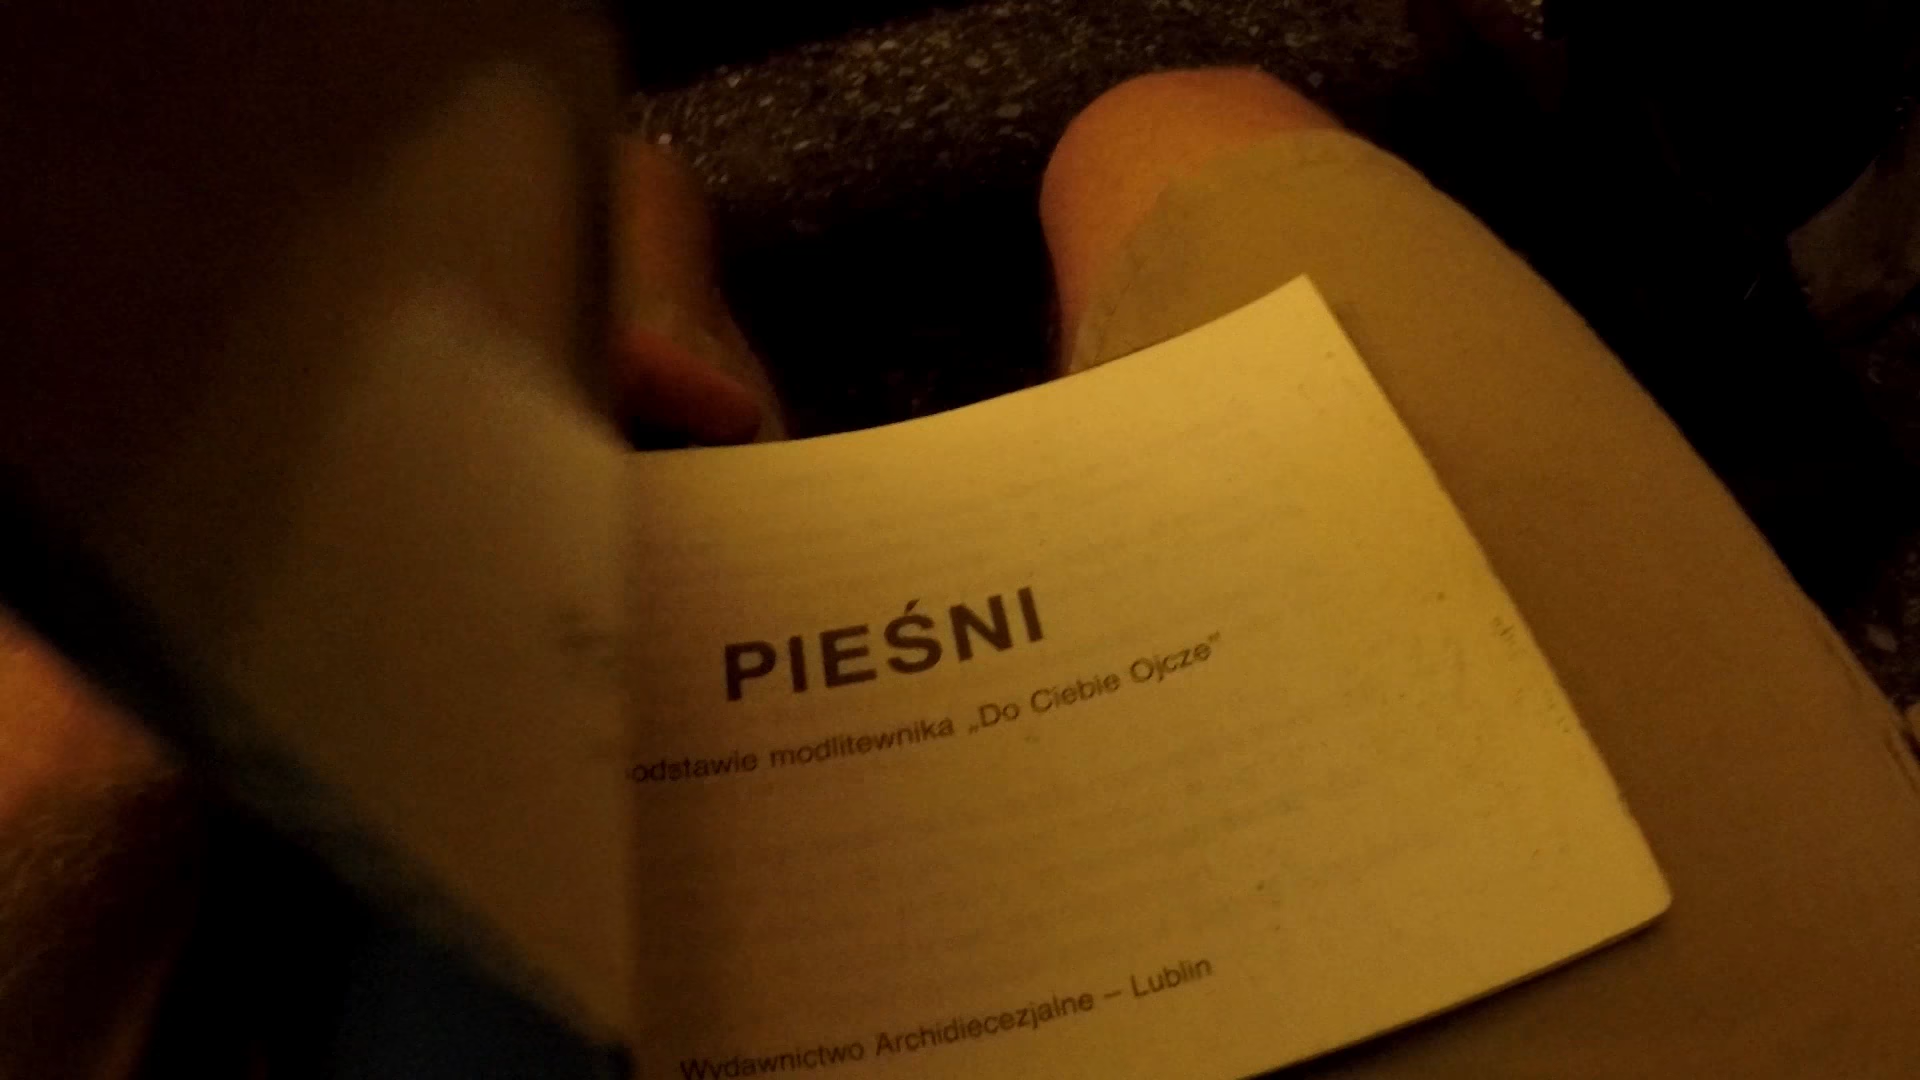 PIEŚNI
odstawie modlitewnika „Do Ciebie Ojcze”
Wydawnictwo Archidiecezjalne – Lublin